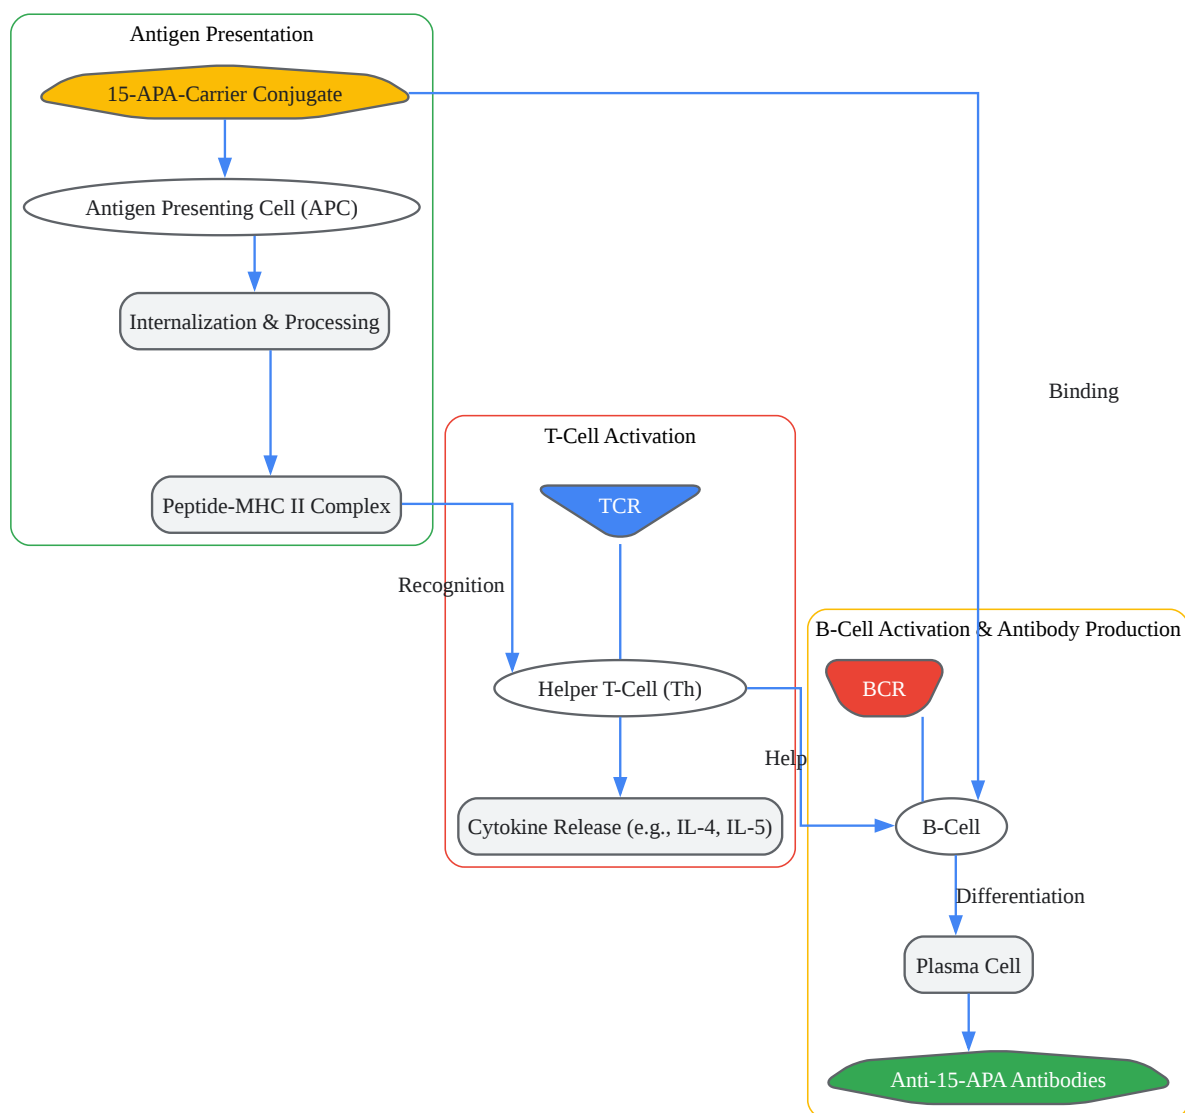 Antigen Presentation
15-APA-Carrier Conjugate
Antigen Presenting Cell (APC)
Internalization & Processing
Binding
T-Cell Activation
Peptide-MHC II Complex
TCR
Recognition
B-Cell Activation & Antibody Production
Helper T-Cell (Th)
BCR
Help
Cytokine Release (e.g., IL-4, IL-5)
B-Cell
Differentiation
Plasma Cell
Anti-15-APA Antibodies